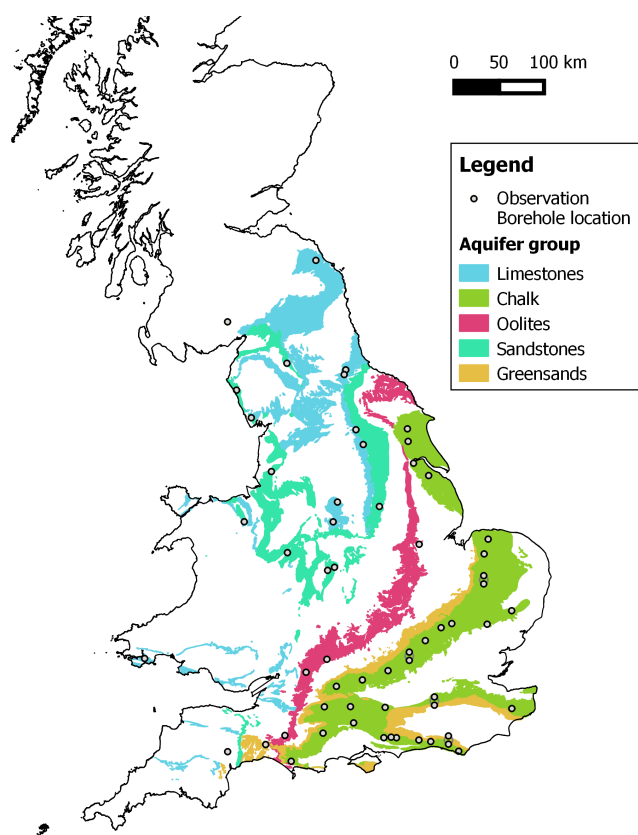 0 50 100 km
Legend
Observation
Borehole location
Aquifer group
Limestones
Chalk
Oolites
Sandstones
Greensands